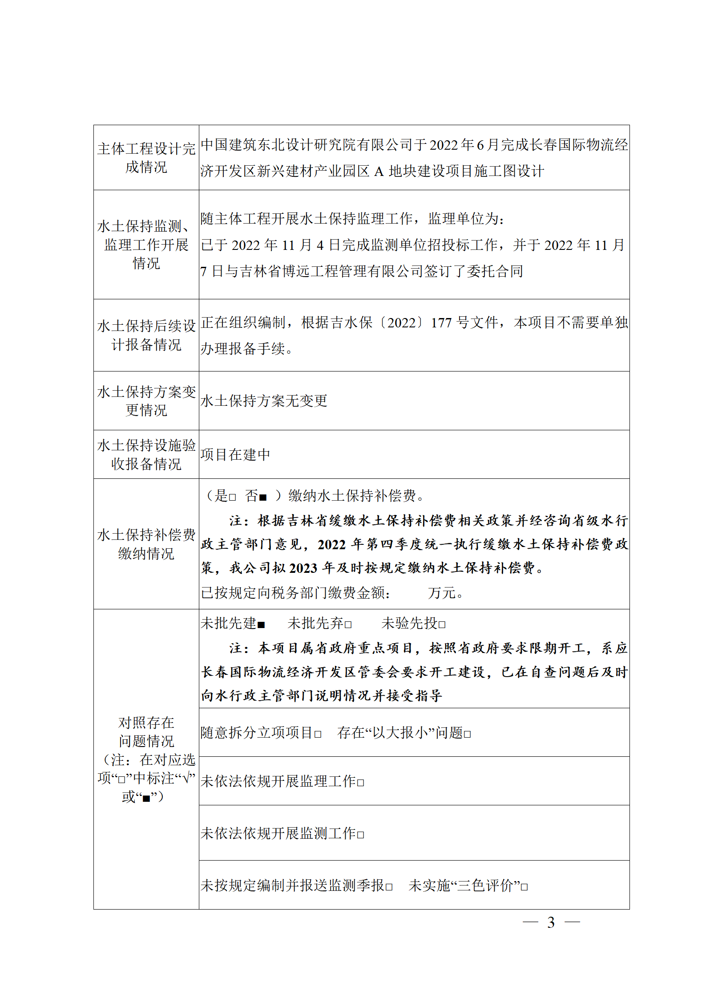 主体工程设计完
成情况
中国建筑东北设计研究院有限公司于 2022 年 6 月完成长春国际物流经
济开发区新兴建材产业园区 A 地块建设项目施工图设计
水土保持监测、
监理工作开展
情况
随主体工程开展水土保持监理工作，监理单位为：
已于 2022 年 11 月 4 日完成监测单位招投标工作，并于 2022 年 11 月
7 日与吉林省博远工程管理有限公司签订了委托合同
水土保持后续设
计报备情况
正在组织编制，根据吉水保〔2022〕177 号文件，本项目不需要单独
办理报备手续。
水土保持方案变
更情况
水土保持方案无变更
水土保持设施验
收报备情况
项目在建中
水土保持补偿费
缴纳情况
（是□ 否■ ）缴纳水土保持补偿费。
注：根据吉林省缓缴水土保持补偿费相关政策并经咨询省级水行
政主管部门意见，2022 年第四季度统一执行缓缴水土保持补偿费政
策，我公司拟 2023 年及时按规定缴纳水土保持补偿费。
已按规定向税务部门缴费金额： 万元。
对照存在
问题情况
（注：在对应选
项“□”中标注“√”
或“■”）
未批先建■ 未批先弃□ 未验先投□
注：本项目属省政府重点项目，按照省政府要求限期开工，系应
长春国际物流经济开发区管委会要求开工建设，已在自查问题后及时
向水行政主管部门说明情况并接受指导
随意拆分立项项目□ 存在“以大报小”问题□
未依法依规开展监理工作□
未依法依规开展监测工作□
未按规定编制并报送监测季报□ 未实施“三色评价”□
— 3 —